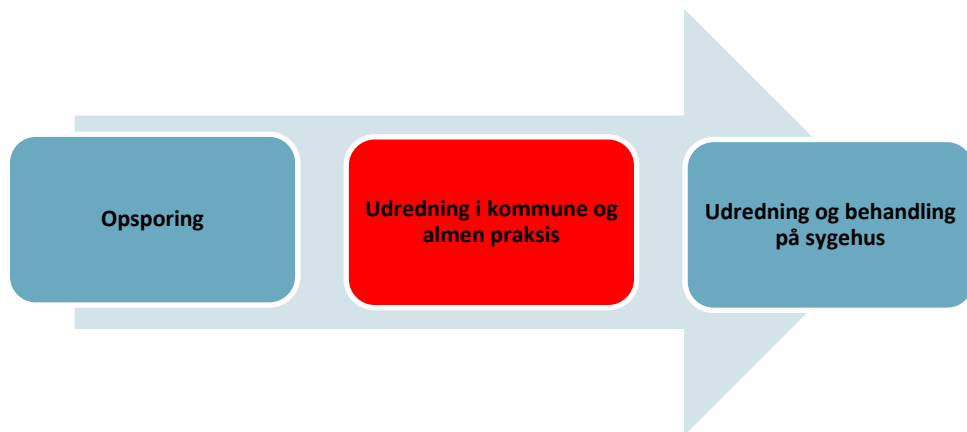 Opsporing
Udredning i kommune og
almen praksis
Udredning og behandling
på sygehus